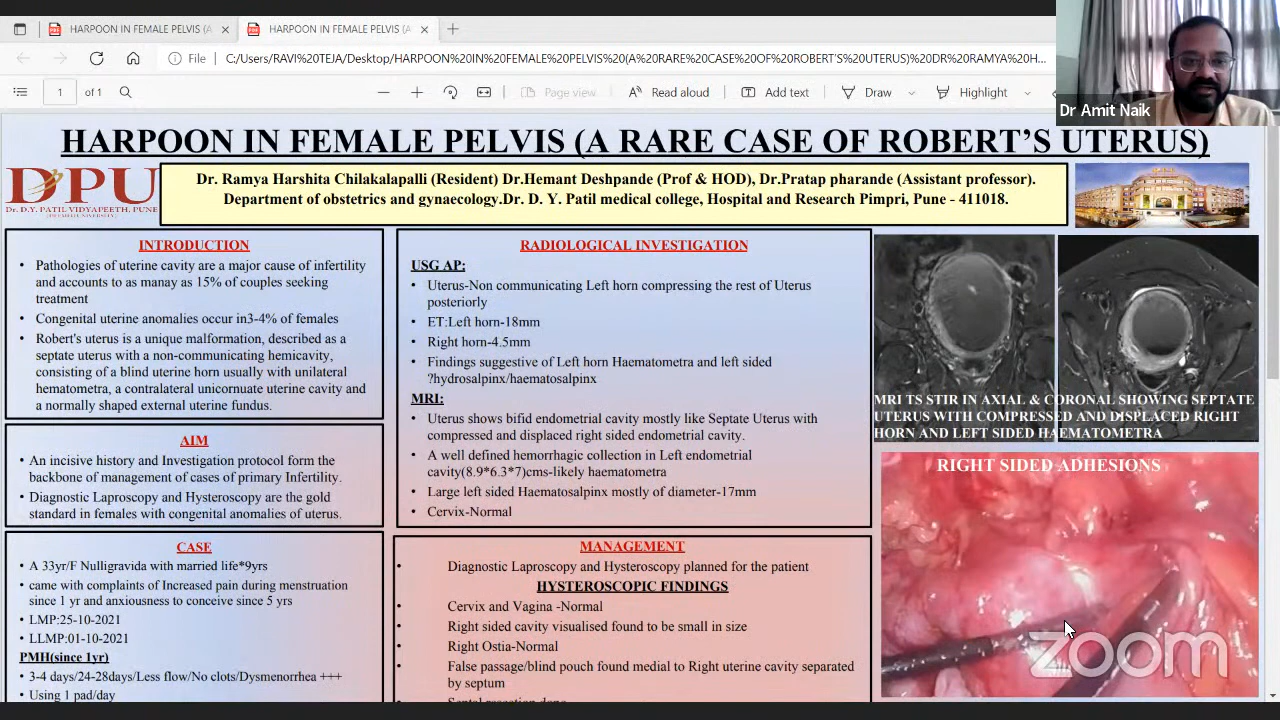 HARPOON IN FEMALE PELVIS (A
HARPOON IN FEMALE PELVIS (A
File
C:/Users/RAVI%20TEJA/Desktop/HARPOON%20IN%20FEMALE%20PELVIS%20(A%20RARE%20CASE%20OF%20ROBERT'S%20UTERUS)%20DR%20RAMYA%20H...
1 of 1
Page view
Read aloud
Add text
Draw
Highlight
Dr Amit Naik
HARPOON IN FEMALE PELVIS (A RARE CASE OF ROBERT’S UTERUS)
DPU
Dr. D.Y. PATIL VIDYAPEETH, PUNE
Dr. Ramya Harshita Chilakalapalli (Resident) Dr.Hemant Deshpande (Prof & HOD), Dr.Pratap pharande (Assistant professor).
Department of obstetrics and gynaecology.Dr. D. Y. Patil medical college, Hospital and Research Pimpri, Pune - 411018.
INTRODUCTION
• Pathologies of uterine cavity are a major cause of infertility
and accounts to as manay as 15% of couples seeking
treatment
• Congenital uterine anomalies occur in3-4% of females
• Robert's uterus is a unique malformation, described as a
septate uterus with a non-communicating hemicavity,
consisting of a blind uterine horn usually with unilateral
hematometra, a contralateral unicornuate uterine cavity and
a normally shaped external uterine fundus.
AIM
• An incisive history and Investigation protocol form the
backbone of management of cases of primary Infertility.
• Diagnostic Laproscopy and Hysteroscopy are the gold
standard in females with congenital anomalies of uterus.
CASE
• A 33yr/F Nulligravida with married life*9yrs
• came with complaints of Increased pain during menstruation
since 1 yr and anxiousness to conceive since 5 yrs
• LMP:25-10-2021
• LLMP:01-10-2021
PMH(since 1yr)
• 3-4 days/24-28days/Less flow/No clots/Dysmenorrhea +++
• Using 1 pad/day
RADIOLOGICAL INVESTIGATION
USG AP:
• Uterus-Non communicating Left horn compressing the rest of Uterus
posteriorly
• ET:Left horn-18mm
• Right horn-4.5mm
• Findings suggestive of Left horn Haematometra and left sided
?hydrosalpinx/haematosalpinx
MRI:
• Uterus shows bifid endometrial cavity mostly like Septate Uterus with
compressed and displaced right sided endometrial cavity.
• A well defined hemorrhagic collection in Left endometrial
cavity(8.9*6.3*7)cms-likely haematometra
• Large left sided Haematosalpinx mostly of diameter-17mm
• Cervix-Normal
MANAGEMENT
• Diagnostic Laproscopy and Hysteroscopy planned for the patient
HYSTEROSCOPIC FINDINGS
• Cervix and Vagina -Normal
• Right sided cavity visualised found to be small in size
• Right Ostia-Normal
• False passage/blind pouch found medial to Right uterine cavity separated
by septum
• Septal resection done
MRI TS STIR IN AXIAL & CORONAL SHOWING SEPTATE
UTERUS WITH COMPRESSED AND DISPLACED RIGHT
HORN AND LEFT SIDED HAEMATOMETRA
RIGHT SIDED ADHESIONS
zoom